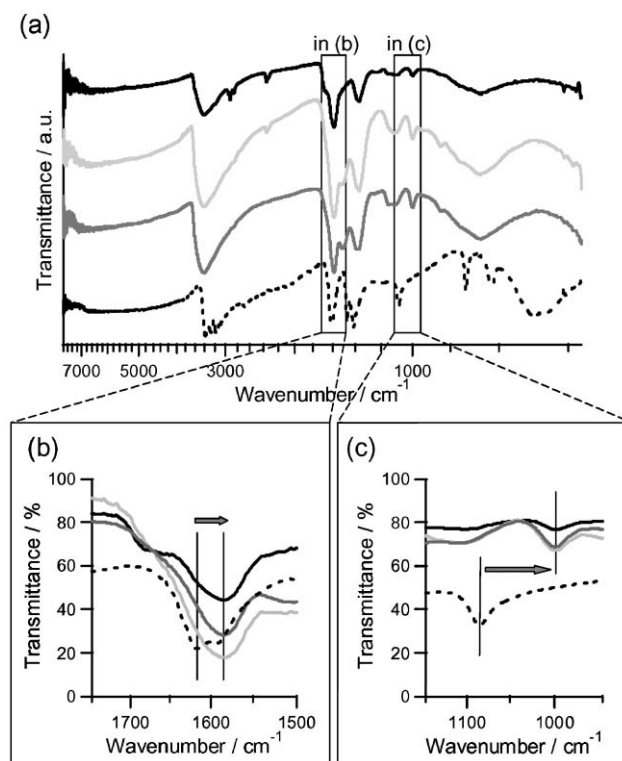 (a)
in (b)
in (c)
Transmittance / a.u.
7000
3000
1000
Wavenumber / cm⁻¹
(b)
100
80
60
40
20
0
Transmittance / %
1700
1600
1500
Wavenumber / cm⁻¹
(c)
100
80
60
40
20
0
Transmittance / %
1100
1000
Wavenumber / cm⁻¹